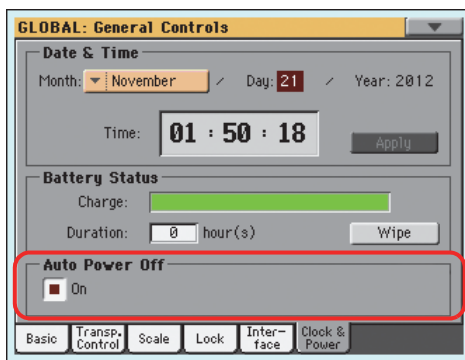 GLOBAL: General Controls
Date & Time
Month: November / Day: 21 / Year: 2012
Time: 01 : 50 : 18 Apply
Battery Status
Charge:
Duration: 0 hour(s) Wipe
Auto Power Off
On
Basic Transp. Control Scale Lock Inter- face Clock & Power